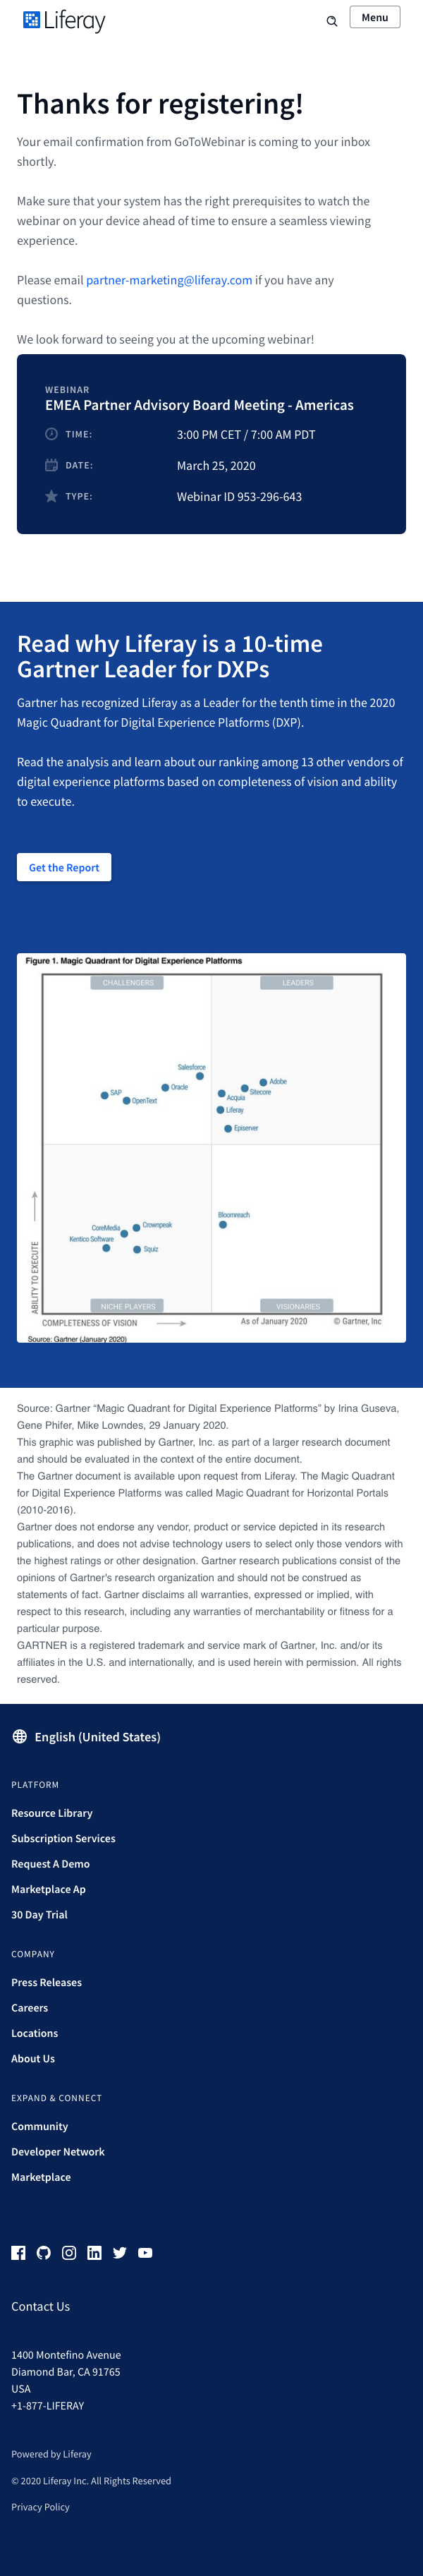 Liferay
Menu
Thanks for registering!
Your email confirmation from GoToWebinar is coming to your inbox
shortly.
Make sure that your system has the right prerequisites to watch the
webinar on your device ahead of time to ensure a seamless viewing
experience.
Please email partner-marketing@liferay.com if you have any
questions.
We look forward to seeing you at the upcoming webinar!
WEBINAR
EMEA Partner Advisory Board Meeting - Americas
TIME: 3:00 PM CET / 7:00 AM PDT
DATE: March 25, 2020
TYPE: Webinar ID 953-296-643
Read why Liferay is a 10-time
Gartner Leader for DXPs
Gartner has recognized Liferay as a Leader for the tenth time in the 2020
Magic Quadrant for Digital Experience Platforms (DXP).
Read the analysis and learn about our ranking among 13 other vendors of
digital experience platforms based on completeness of vision and ability
to execute.
Get the Report
Figure 1. Magic Quadrant for Digital Experience Platforms
CHALLENGERS LEADERS
Salesforce
Adobe
Oracle
Sitecore
SAP
Acquia
OpenText
Liferay
Episerver
Bloomreach
CoreMedia
Crownpeak
Kentico Software
Squiz
ABILITY TO EXECUTE
NICHE PLAYERS VISIONARIES
COMPLETENESS OF VISION
As of January 2020 © Gartner, Inc
Source: Gartner (January 2020)
Source: Gartner “Magic Quadrant for Digital Experience Platforms” by Irina Guseva,
Gene Phifer, Mike Lowndes, 29 January 2020.
This graphic was published by Gartner, Inc. as part of a larger research document
and should be evaluated in the context of the entire document.
The Gartner document is available upon request from Liferay. The Magic Quadrant
for Digital Experience Platforms was called Magic Quadrant for Horizontal Portals
(2010-2016).
Gartner does not endorse any vendor, product or service depicted in its research
publications, and does not advise technology users to select only those vendors with
the highest ratings or other designation. Gartner research publications consist of the
opinions of Gartner's research organization and should not be construed as
statements of fact. Gartner disclaims all warranties, expressed or implied, with
respect to this research, including any warranties of merchantability or fitness for a
particular purpose.
GARTNER is a registered trademark and service mark of Gartner, Inc. and/or its
affiliates in the U.S. and internationally, and is used herein with permission. All rights
reserved.
English (United States)
PLATFORM
Resource Library
Subscription Services
Request A Demo
Marketplace Ap
30 Day Trial
COMPANY
Press Releases
Careers
Locations
About Us
EXPAND & CONNECT
Community
Developer Network
Marketplace
Contact Us
1400 Montefino Avenue
Diamond Bar, CA 91765
USA
+1-877-LIFERAY
Powered by Liferay
© 2020 Liferay Inc. All Rights Reserved
Privacy Policy